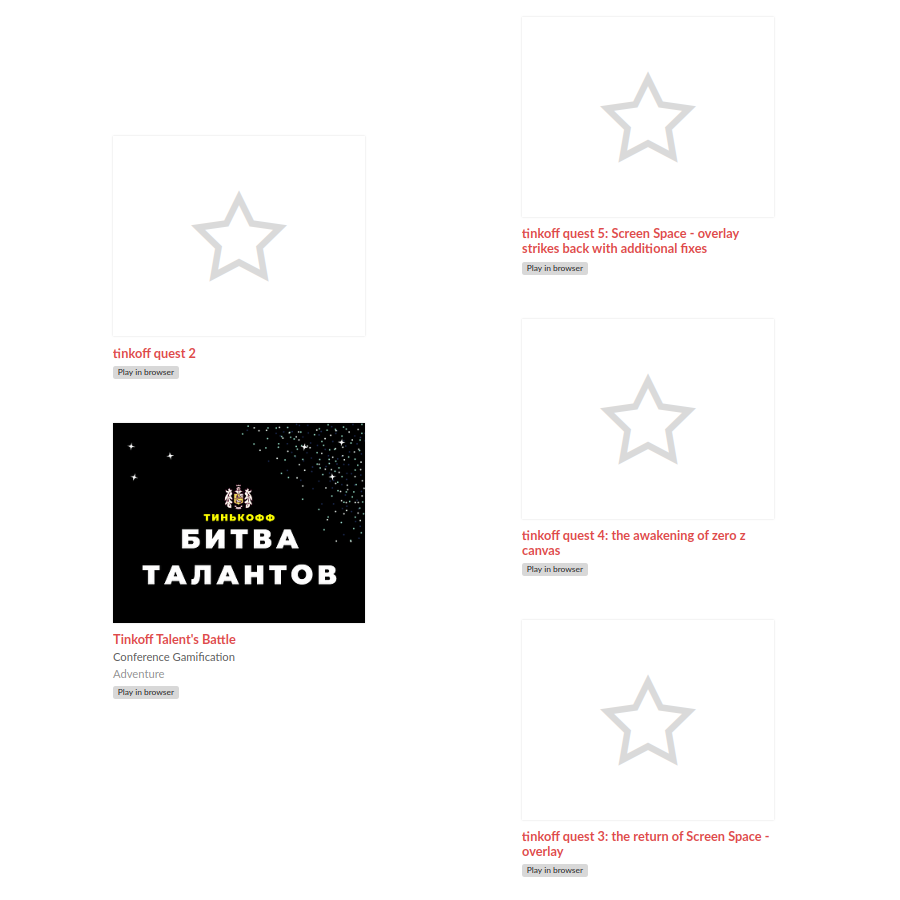 tinkoff quest 2
Play in browser
ТИНЬКОФФ
БИТВА
ТАЛАНТОВ
Tinkoff Talent's Battle
Conference Gamification
Adventure
Play in browser
tinkoff quest 5: Screen Space - overlay
strikes back with additional fixes
Play in browser
tinkoff quest 4: the awakening of zero z
canvas
Play in browser
tinkoff quest 3: the return of Screen Space -
overlay
Play in browser